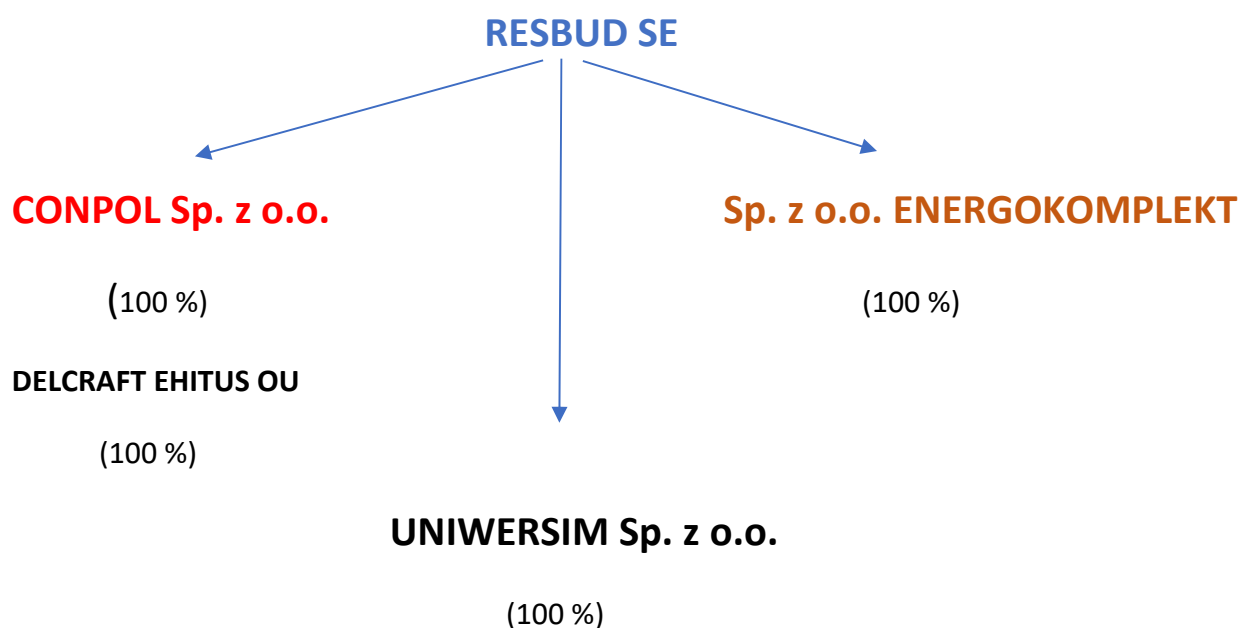 RESBUD SE
CONPOL Sp. z o.o.
Sp. z o.o. ENERGOKOMPLEKT
(100 %)
(100 %)
DELCRAFT EHITUS OU
(100 %)
UNIWERSIM Sp. z o.o.
(100 %)